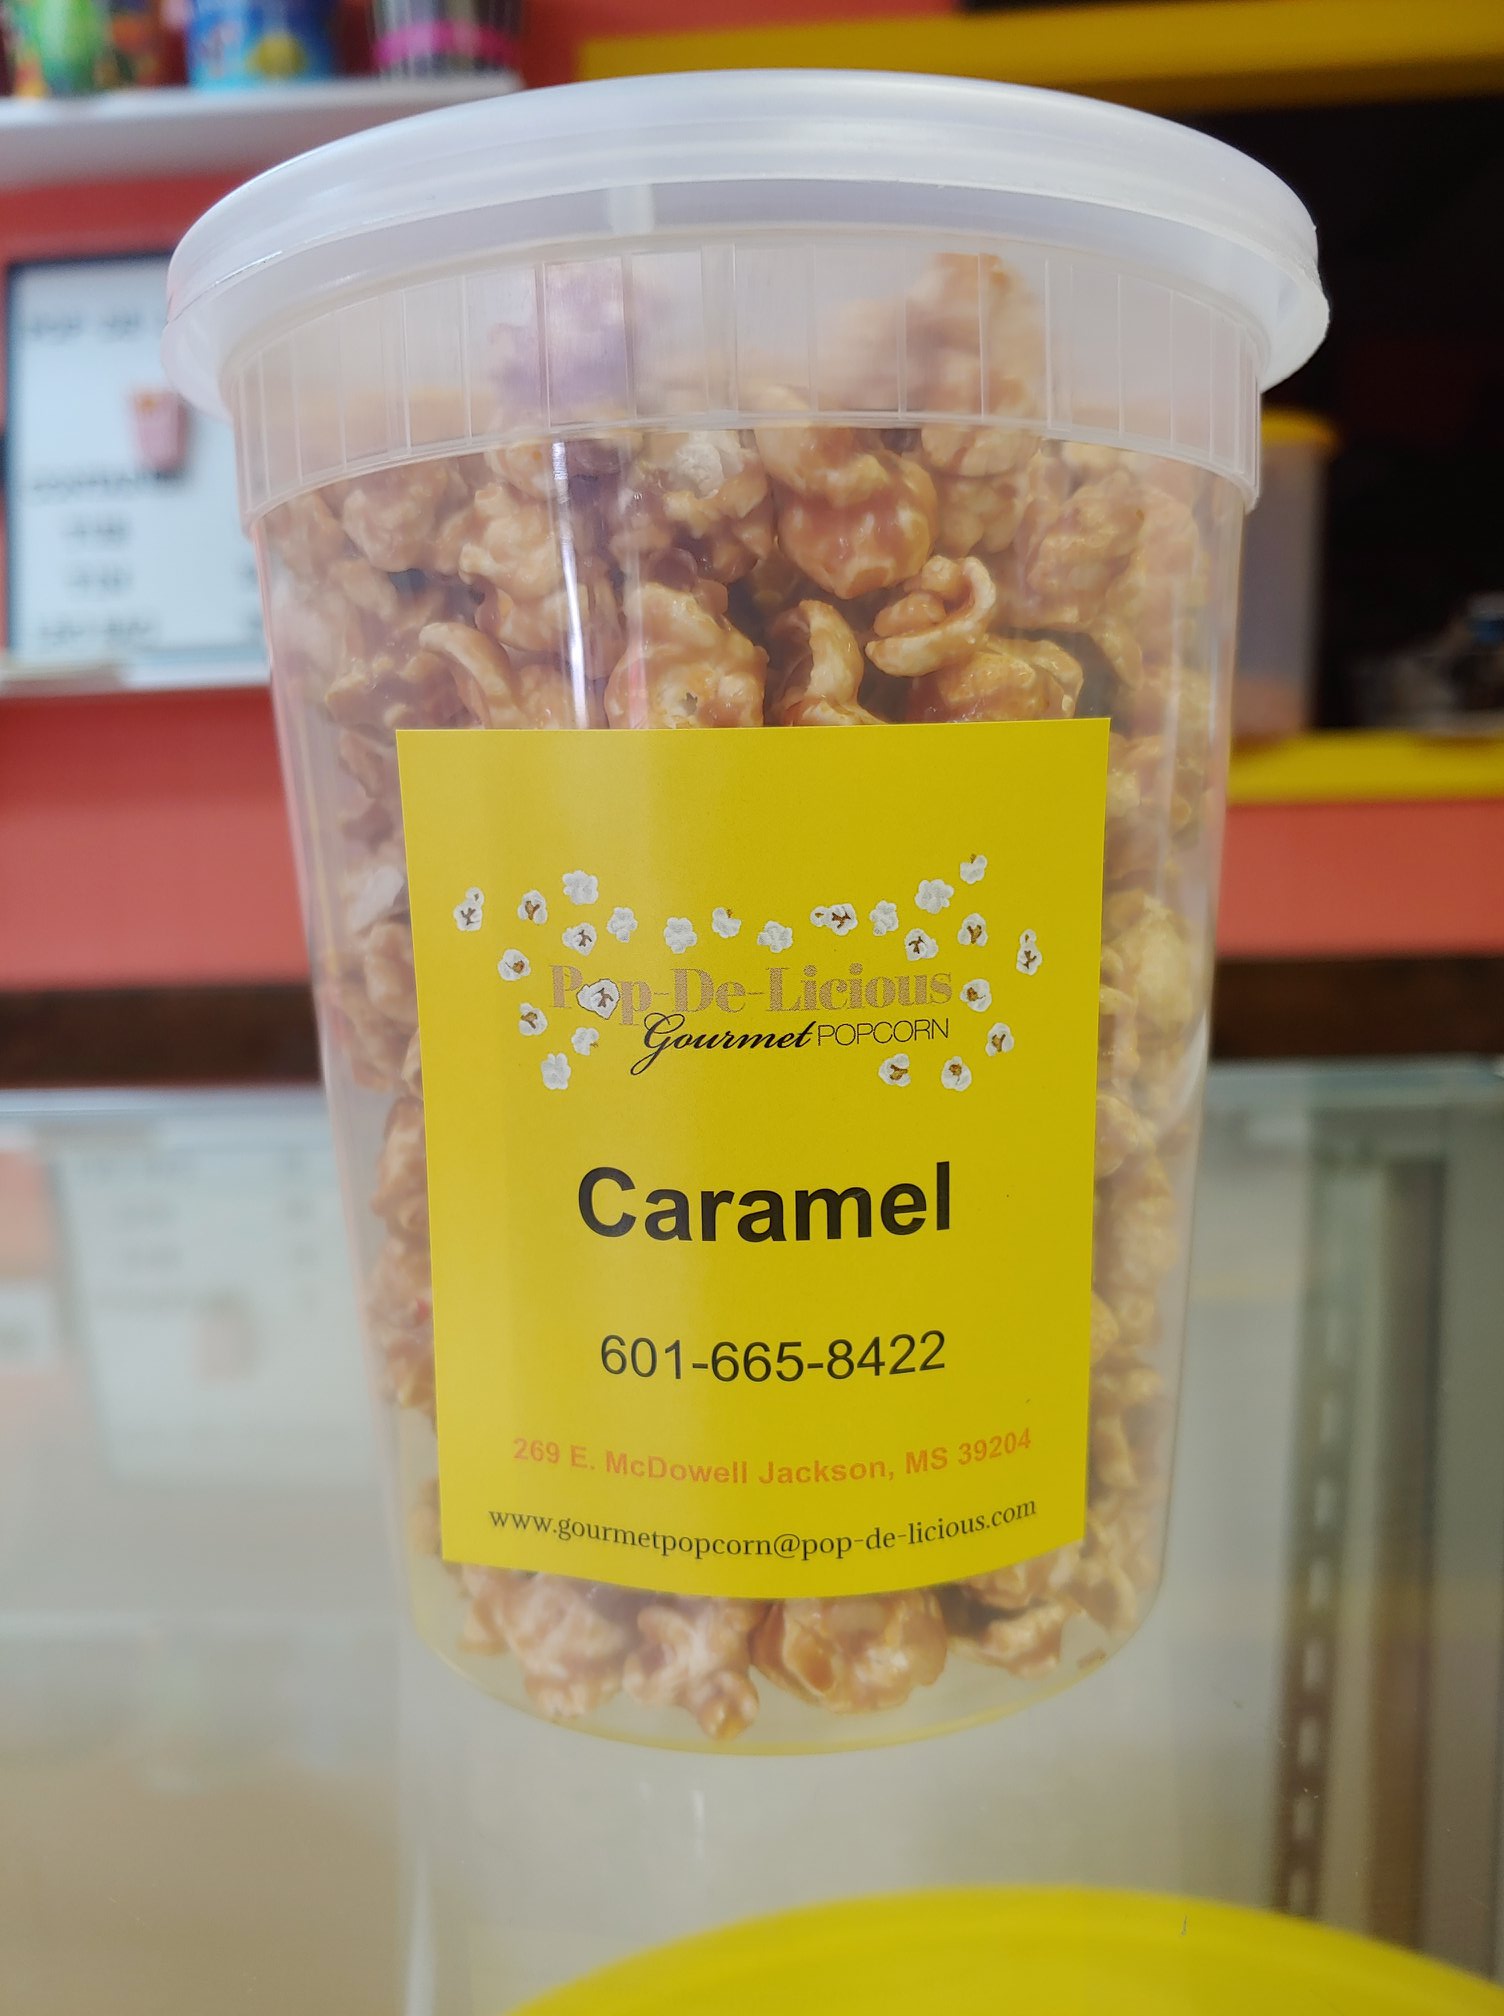 Pop-De-Licious
Gourmet POPCORN
Caramel
601-665-8422
269 E. McDowell Jackson, MS 39204
www.gourmetpopcorn@pop-de-licious.com